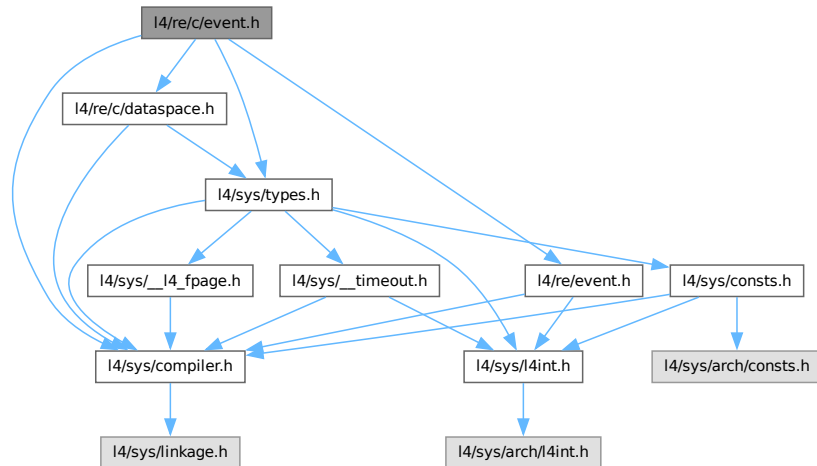 l4/re/c/event.h
l4/re/c/dataspace.h
l4/sys/types.h
l4/sys/__l4_fpage.h
l4/sys/__timeout.h
l4/re/event.h
l4/sys/consts.h
l4/sys/compiler.h
l4/sys/l4int.h
l4/sys/arch/consts.h
l4/sys/linkage.h
l4/sys/arch/l4int.h